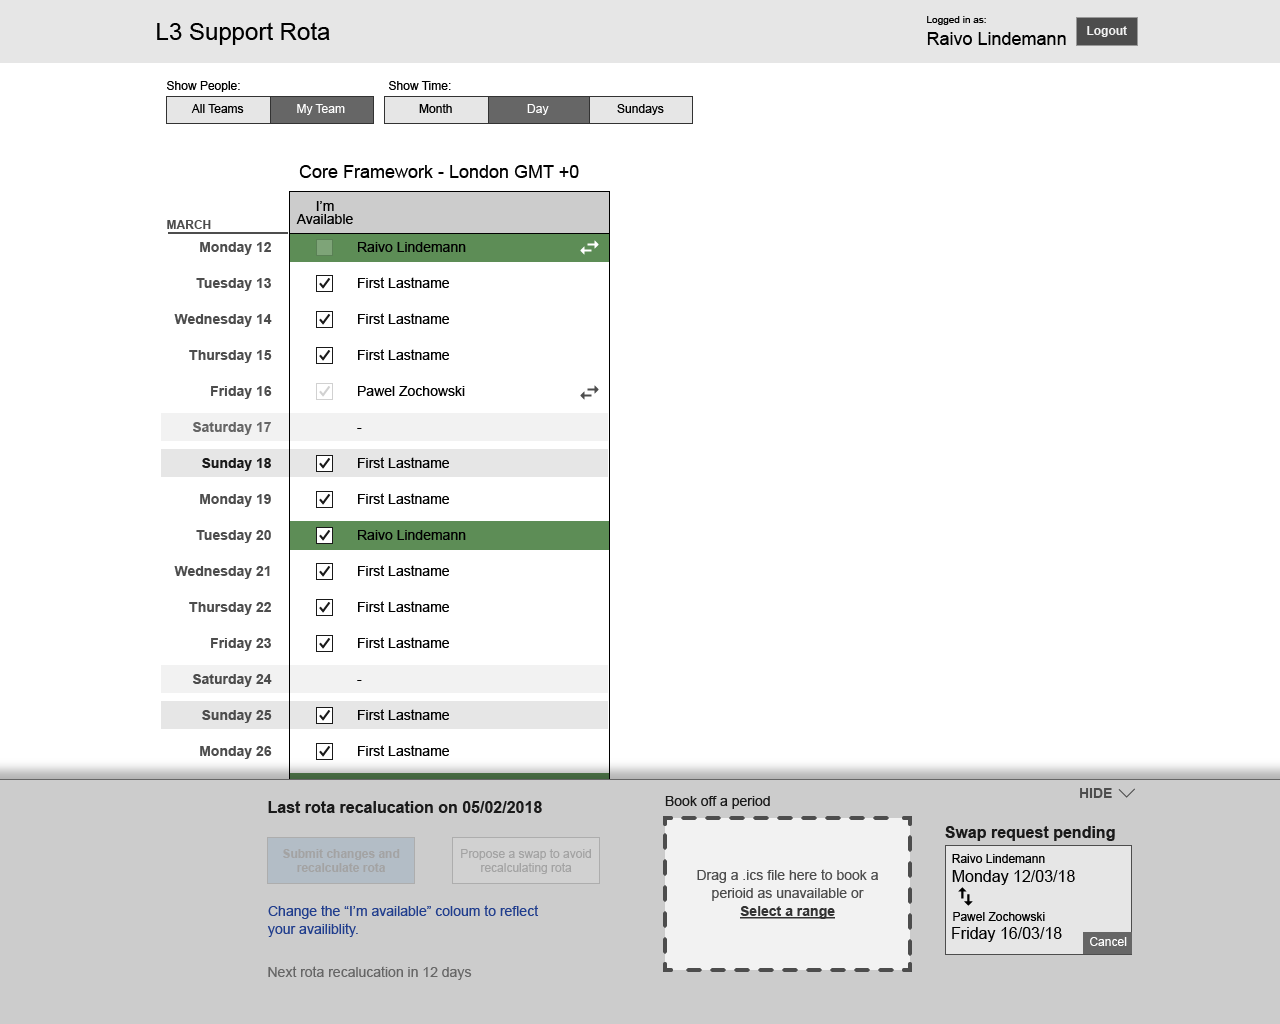 L3 Support Rota
Logged in as:
Raivo Lindemann
Logout
Show People:
All Teams
My Team
Show Time:
Month
Day
Sundays
Core Framework - London GMT +0
MARCH
I'm
Available
Monday 12 Raivo Lindemann
Tuesday 13 First Lastname
Wednesday 14 First Lastname
Thursday 15 First Lastname
Friday 16 Pawel Zochowski
Saturday 17 -
Sunday 18 First Lastname
Monday 19 First Lastname
Tuesday 20 Raivo Lindemann
Wednesday 21 First Lastname
Thursday 22 First Lastname
Friday 23 First Lastname
Saturday 24 -
Sunday 25 First Lastname
Monday 26 First Lastname
Last rota recalucation on 05/02/2018
Submit changes and
recalculate rota
Propose a swap to avoid
recalculating rota
Change the “I'm available” coloum to reflect
your availiblity.
Next rota recalucation in 12 days
Book off a period
Drag a .ics file here to book a
perioid as unavailable or
Select a range
HIDE
Swap request pending
Raivo Lindemann
Monday 12/03/18
Pawel Zochowski
Friday 16/03/18
Cancel